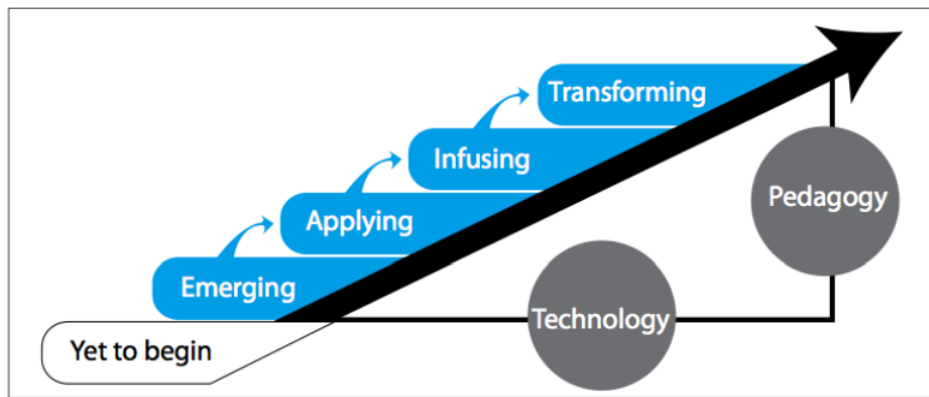 Transforming
Infusing
Pedagogy
Applying
Emerging
Technology
Yet to begin